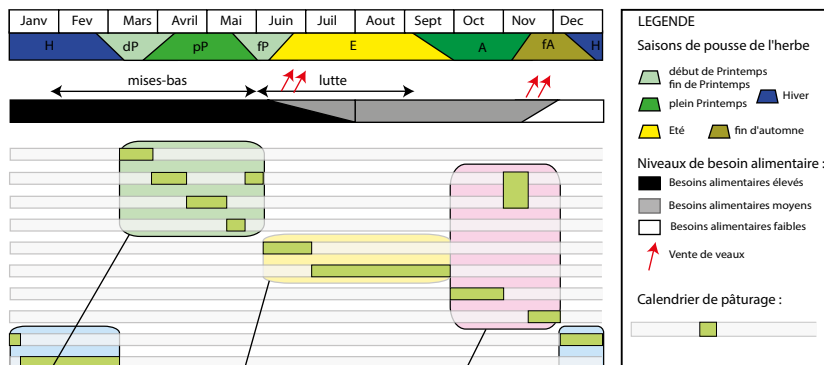 Janv Fev Mars Avril Mai Juin Juil Aout Sept Oct Nov Dec
H dP pP fP E A fA H
mises-bas lutte
LEGENDE
Saisons de pousse de l'herbe
début de Printemps
fin de Printemps
Hiver
plein Printemps
Eté fin d'automne
Niveaux de besoin alimentaire :
Besoins alimentaires élevés
Besoins alimentaires moyens
Besoins alimentaires faibles
Vente de veaux
Calendrier de pâturage :